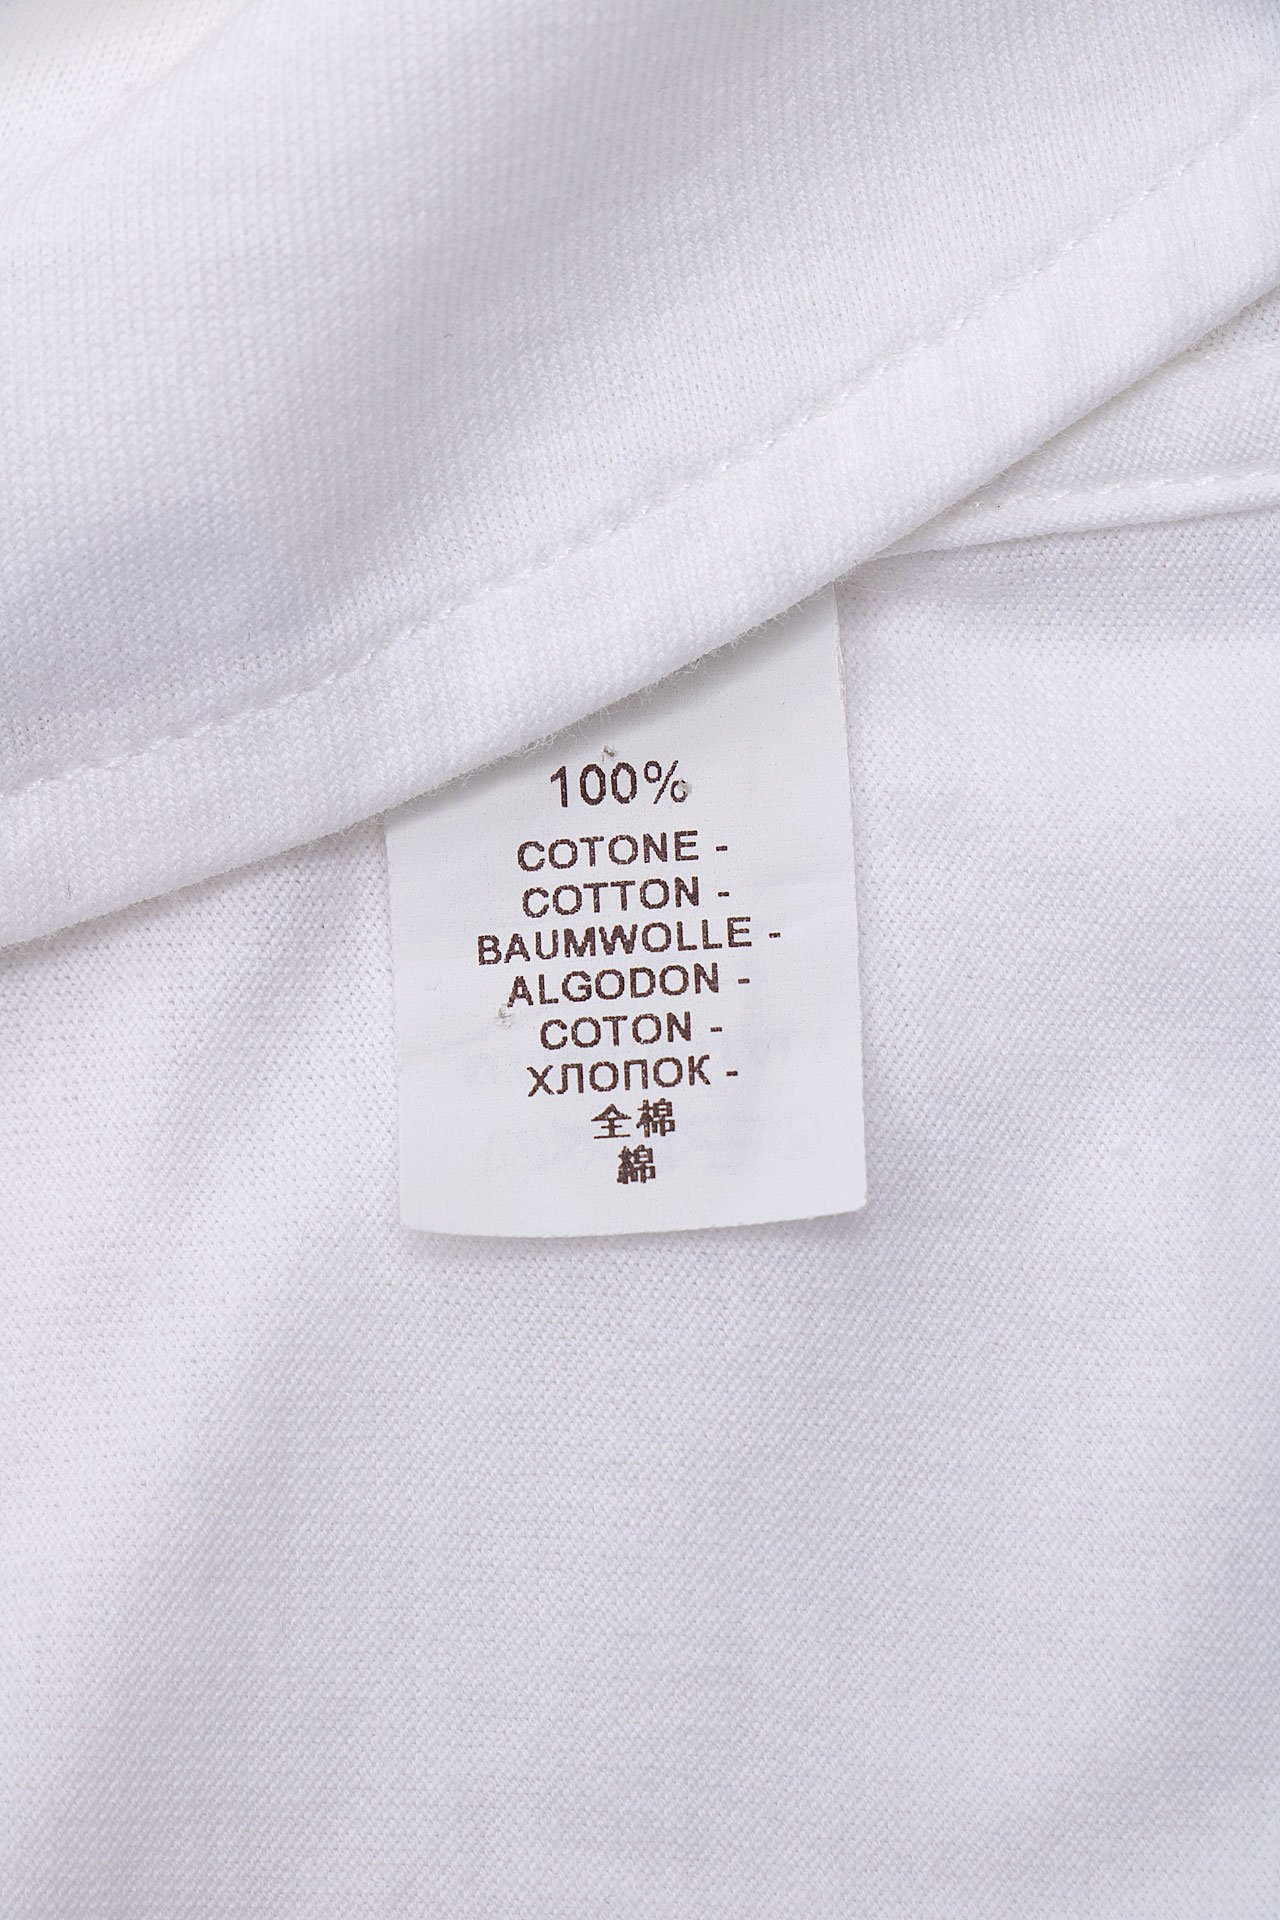 100%
COTONE -
COTTON -
BAUMWOLLE -
ALGODON -
COTON -
ХЛОПОК -
全棉
綿